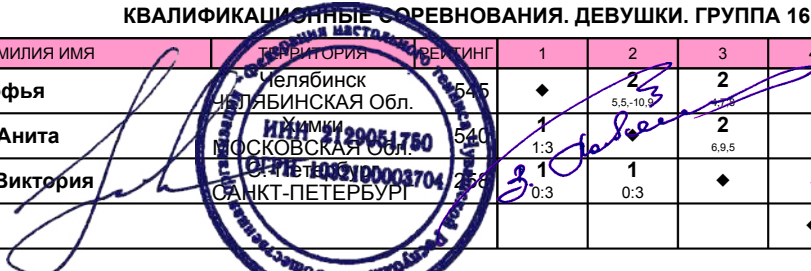 КВАЛИФИКАЦИОННЫЕ СОРЕВНОВАНИЯ. ДЕВУШКИ. ГРУППА 16
МИЛИЯ ИМЯ ТЕРРИТОРИЯ РЕЙТИНГ 1 2 3
фья Челябинск ЧЕЛЯБИНСКАЯ Обл. 545 2 5,5,-10,9 2
Анита Химки МОСКОВСКАЯ Обл. 540 1 1:3 2 6,9,5
Виктория САНКТ-ПЕТЕРБУРГ 1 0:3 1 0:3
ИНН 2129051760
ОГРН 1032100003704